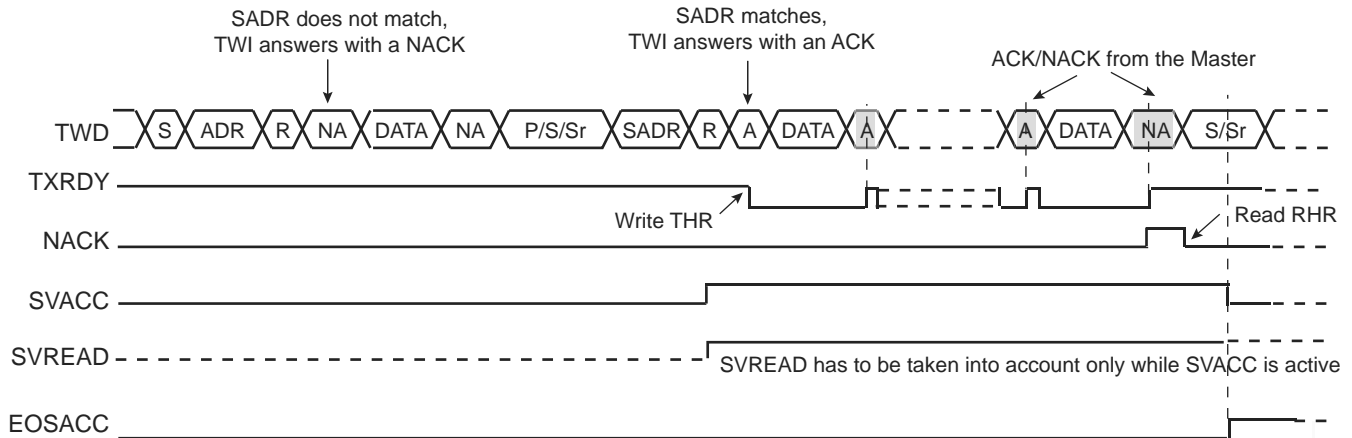 SADR does not match,
TWI answers with a NACK
SADR matches,
TWI answers with an ACK
ACK/NACK from the Master
TWD S ADR R NA DATA NA P/S/Sr SADR R A DATA A A DATA NA S/Sr
TXRDY
Write THR
Read RHR
NACK
SVACC
SVREAD
SVREAD has to be taken into account only while SVACC is active
EOSACC